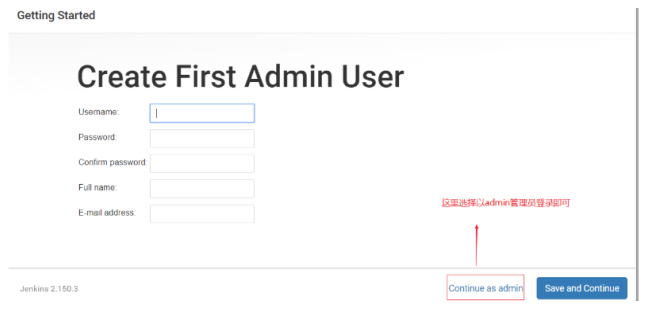 Getting Started
Create First Admin User
Username:
Password:
Confirm password:
Full name:
E-mail address:
这里选择以admin管理员登录即可
Jenkins 2.150.3
Continue as admin
Save and Continue